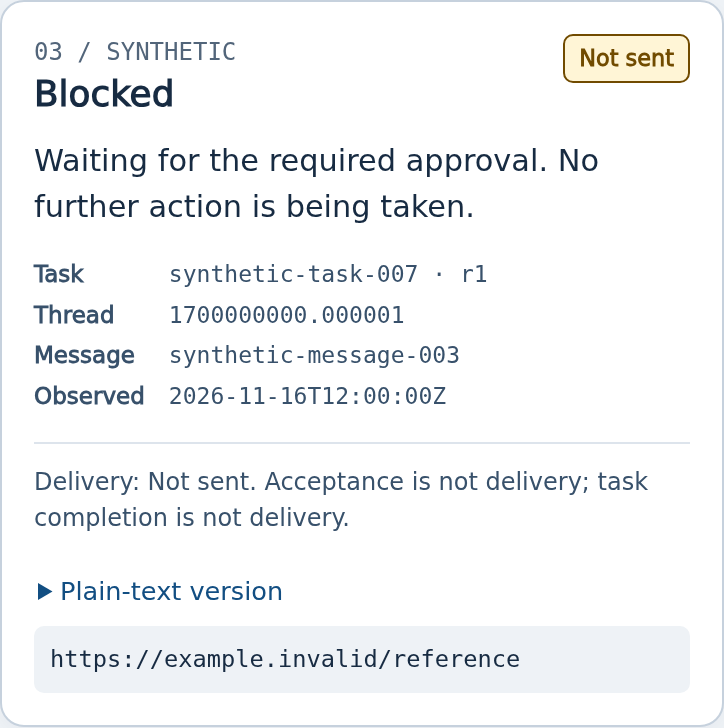 03 / SYNTHETIC
Not sent
Blocked
Waiting for the required approval. No
further action is being taken.
Task synthetic-task-007 · r1
Thread 1700000000.000001
Message synthetic-message-003
Observed 2026-11-16T12:00:00Z
Delivery: Not sent. Acceptance is not delivery; task
completion is not delivery.
Plain-text version
https://example.invalid/reference